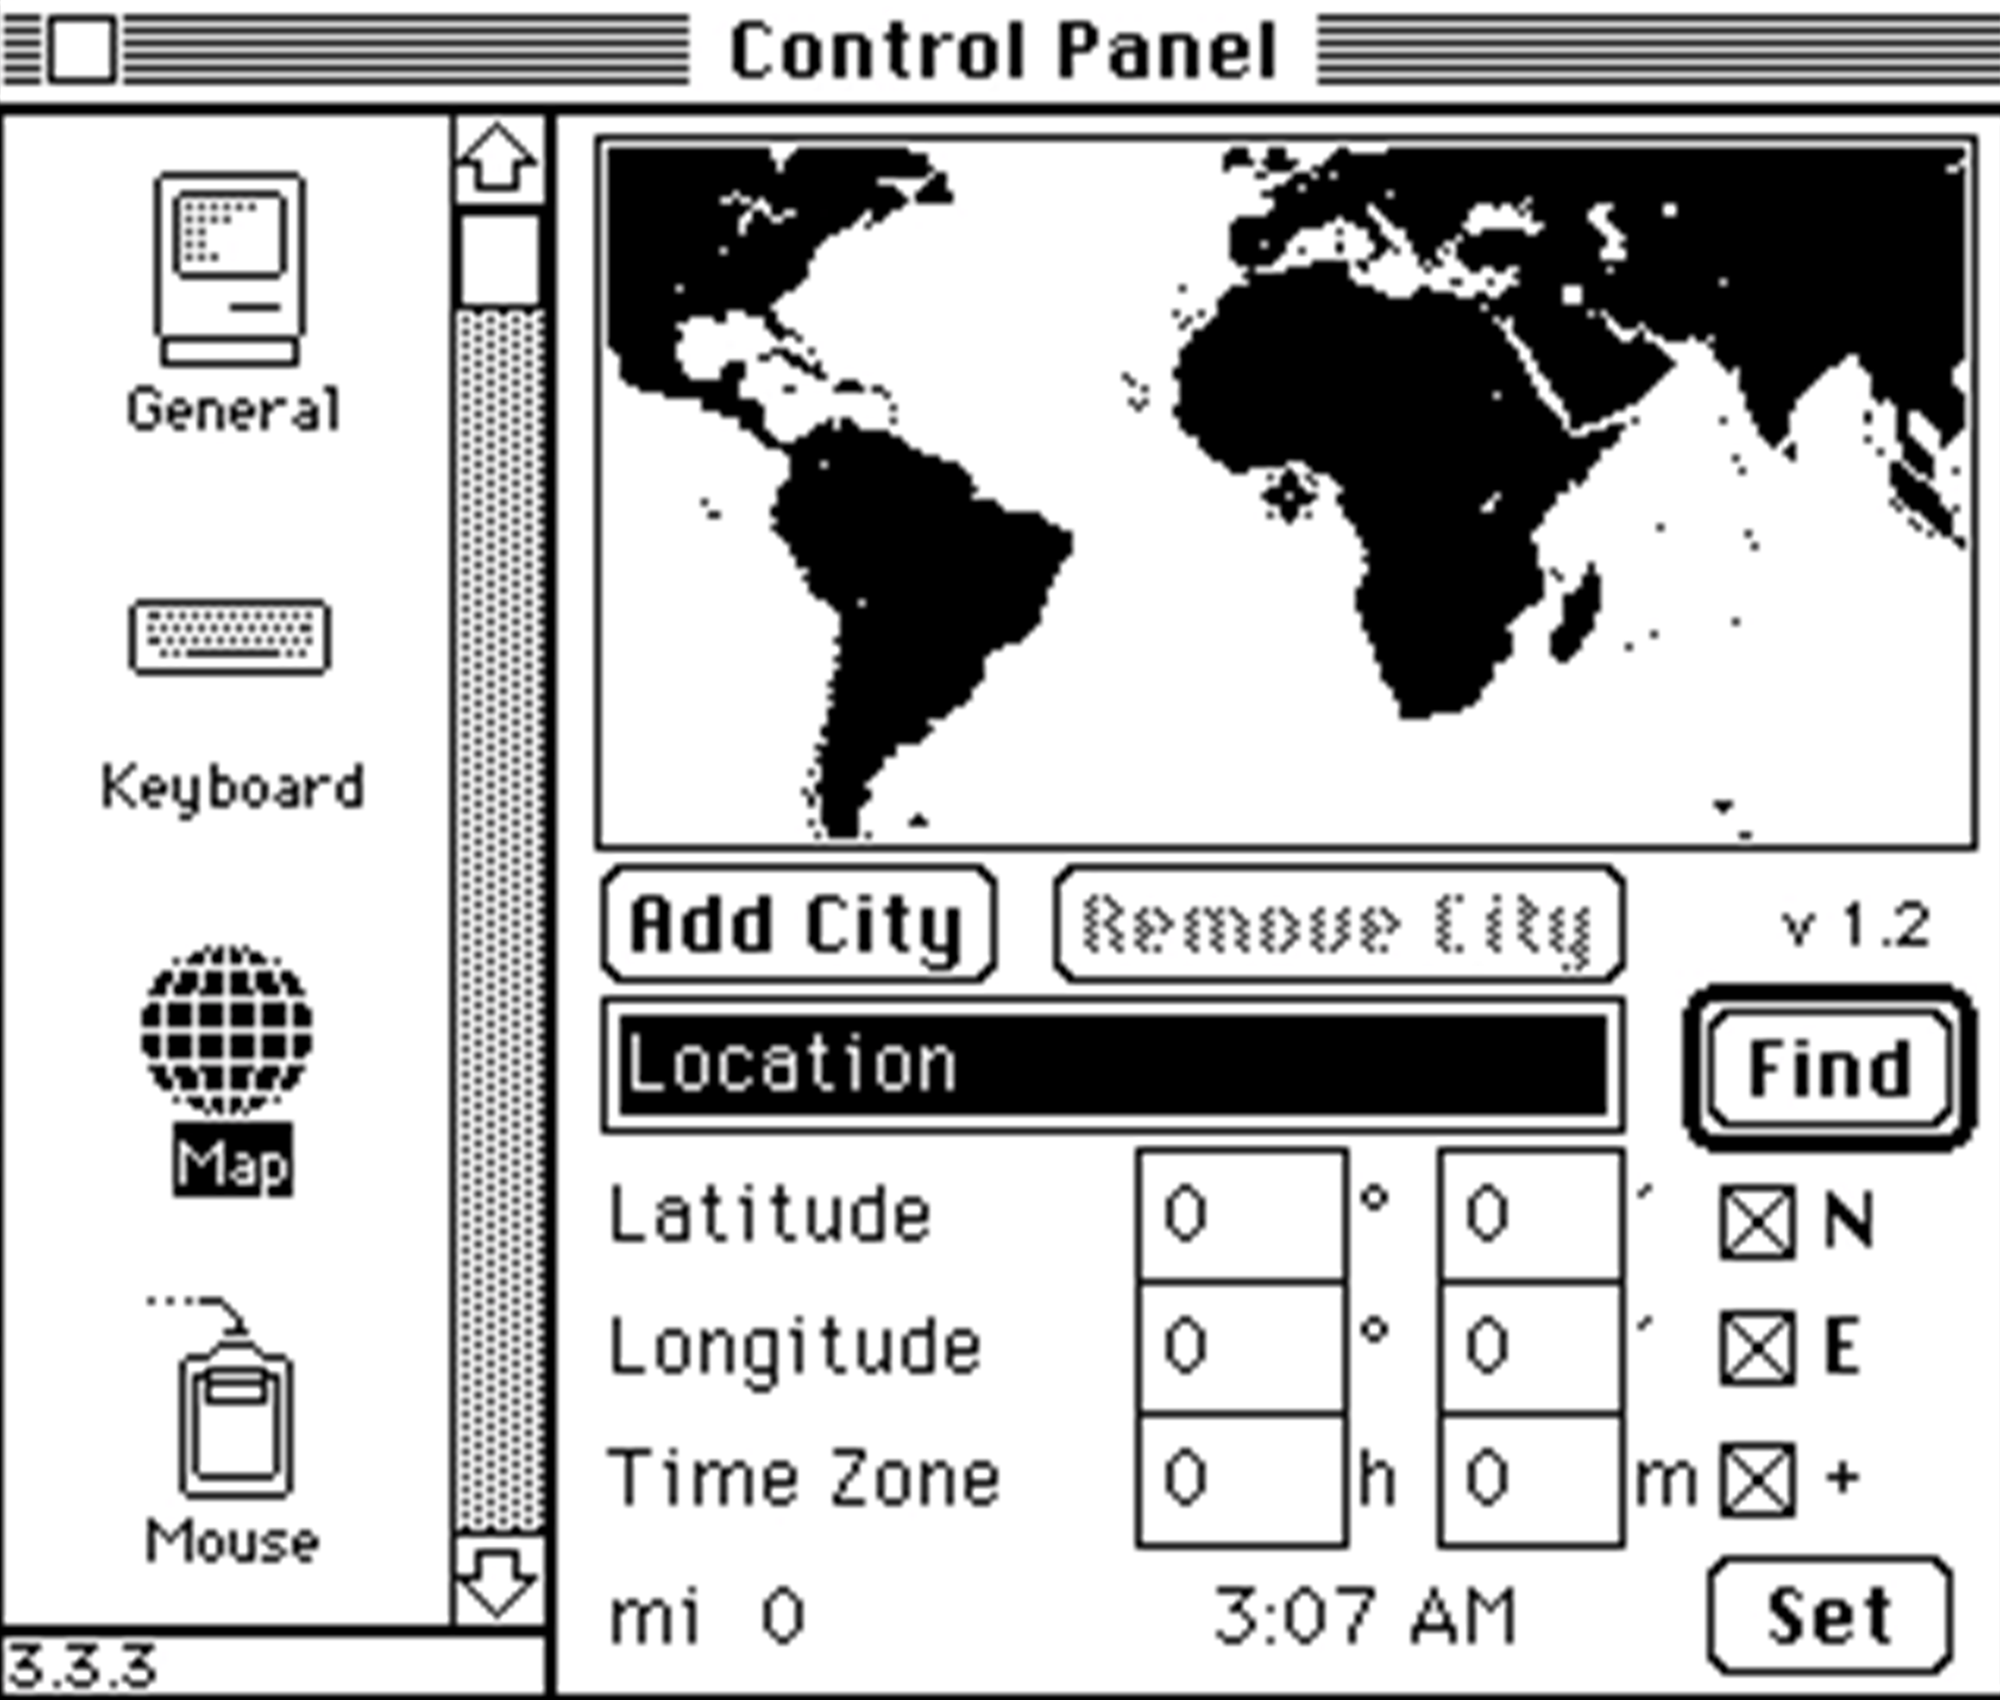 Control Panel
General
Keyboard
Map
Mouse
3.3.3
Add City
Remove City
v 1.2
Location
Find
Latitude 0 ° 0 ´ N
Longitude 0 ° 0 ´ E
Time Zone 0 h 0 m +
mi 0 3:07 AM
Set